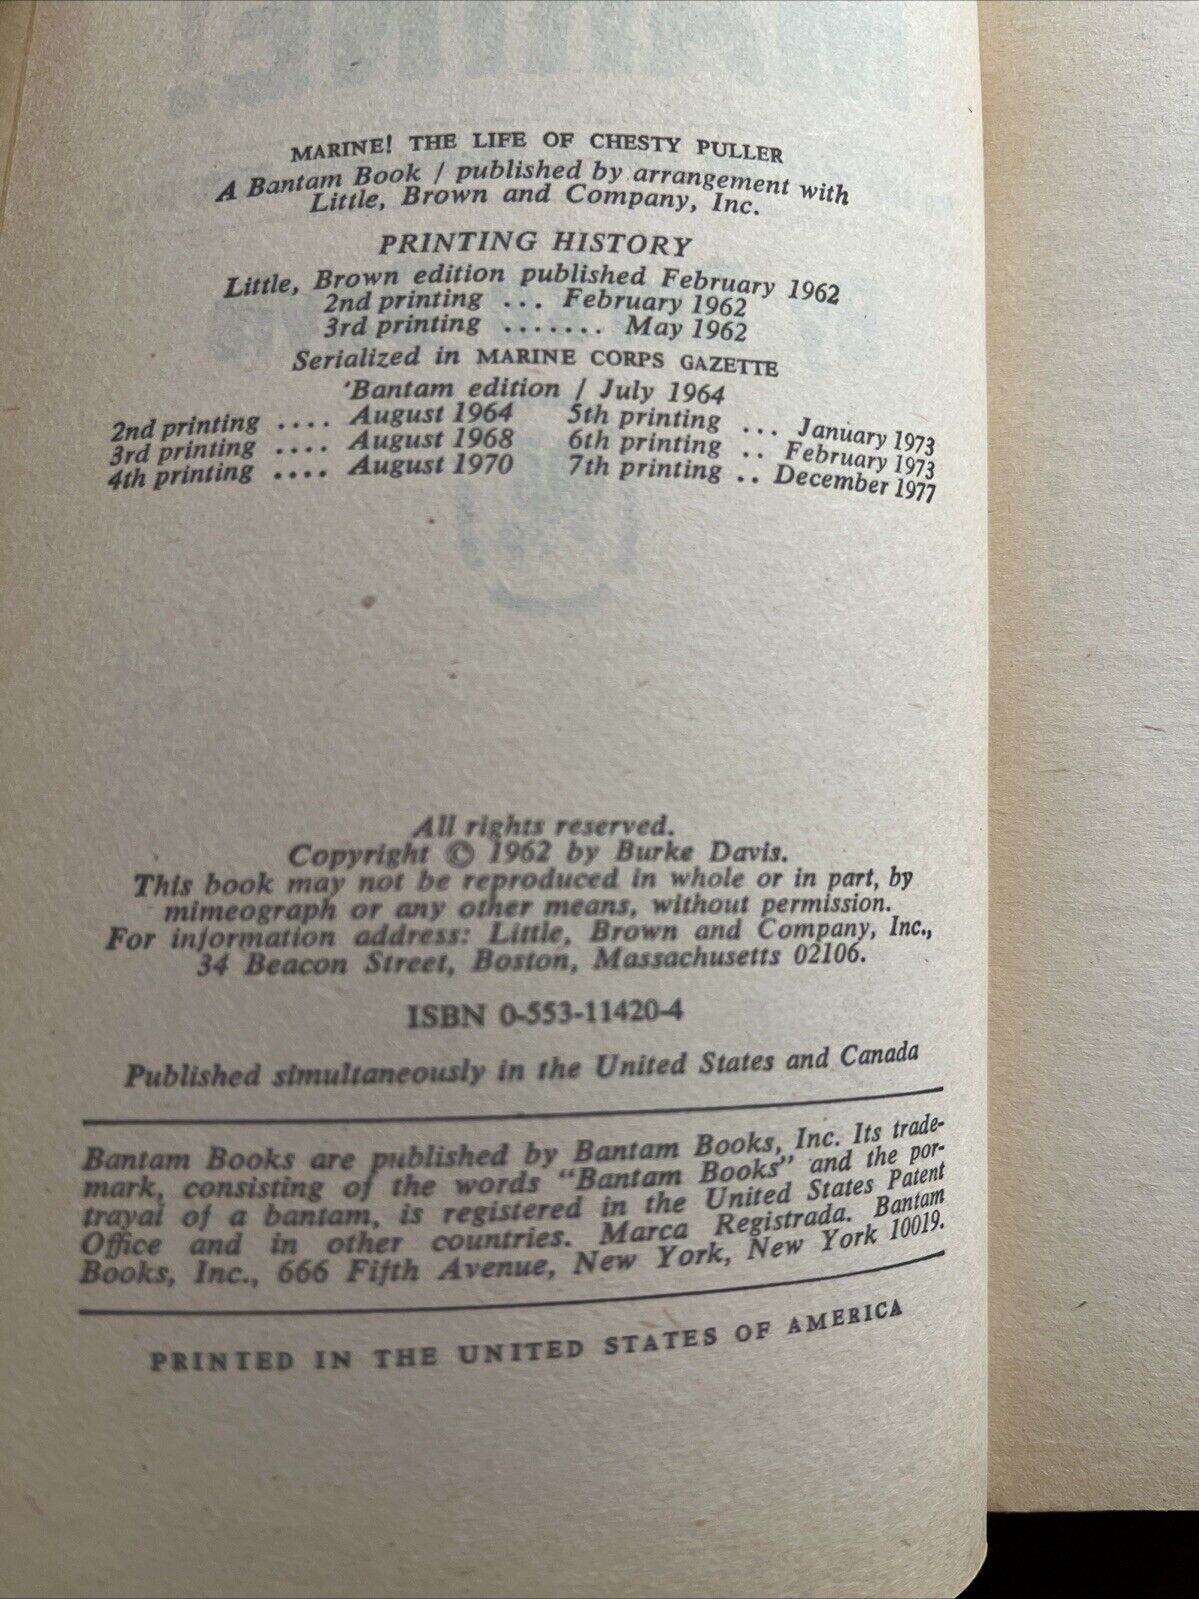 MARINE! THE LIFE OF CHESTY PULLER
A Bantam Book / published by arrangement with
Little, Brown and Company, Inc.
PRINTING HISTORY
Little, Brown edition published February 1962
2nd printing ... February 1962
3rd printing ....... May 1962
Serialized in MARINE CORPS GAZETTE
'Bantam edition / July 1964
2nd printing .... August 1964 5th printing ... January 1973
3rd printing .... August 1968 6th printing .. February 1973
4th printing .... August 1970 7th printing .. December 1977
All rights reserved.
Copyright © 1962 by Burke Davis.
This book may not be reproduced in whole or in part, by
mimeograph or any other means, without permission.
For information address: Little, Brown and Company, Inc.,
34 Beacon Street, Boston, Massachusetts 02106.
ISBN 0-553-11420-4
Published simultaneously in the United States and Canada
Bantam Books are published by Bantam Books, Inc. Its trade-
mark, consisting of the words "Bantam Books" and the por-
trayal of a bantam, is registered in the United States Patent
Office and in other countries. Marca Registrada. Bantam
Books, Inc., 666 Fifth Avenue, New York, New York 10019.
PRINTED IN THE UNITED STATES OF AMERICA